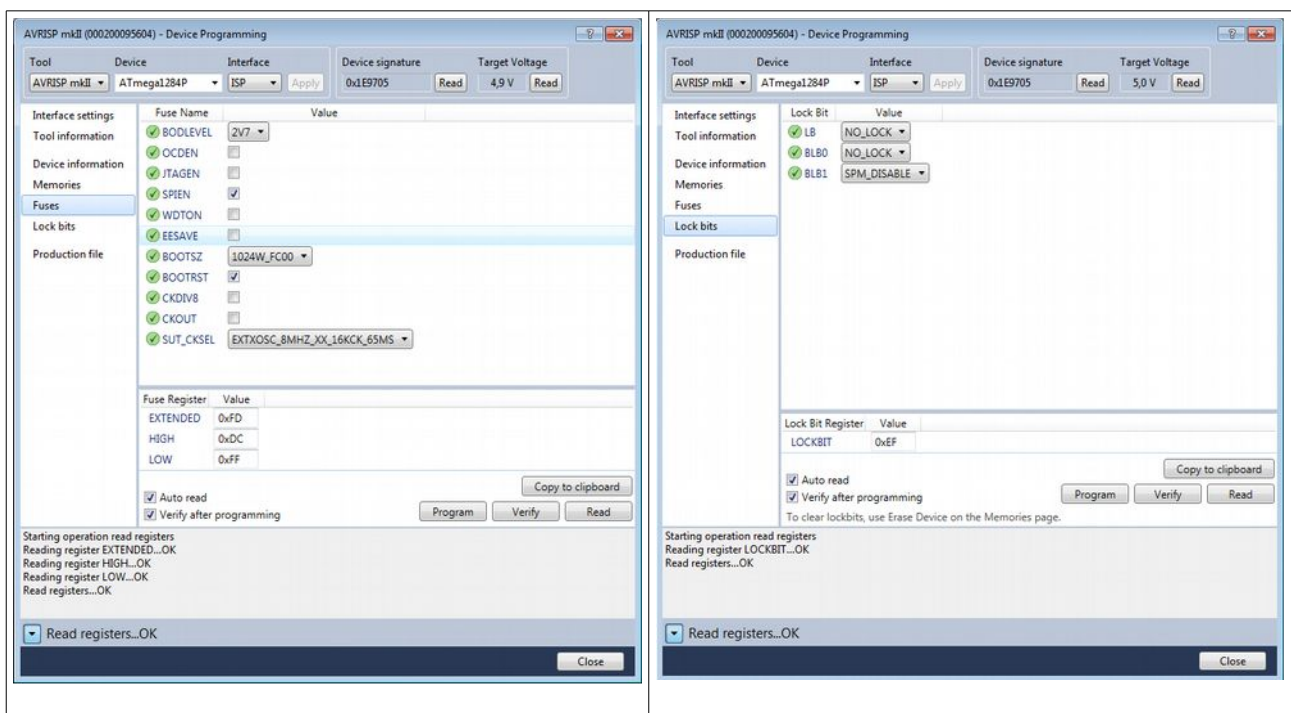 AVRISP mkII (000200095604) - Device Programming
Tool Device Interface Device signature Target Voltage
AVRISP mkII ATmega1284P ISP Apply 0x1E9705 Read 4,9 V Read
Interface settings
Tool information
Device information
Memories
Fuses
Lock bits
Production file
Fuse Name Value
BODLEVEL 2V7
OCDEN
JTAGEN
SPIEN
WDTON
EESAVE
BOOTSZ 1024W_FC00
BOOTRST
CKDIV8
CKOUT
SUT_CKSEL EXTXOSC_8MHZ_XX_16KCK_65MS
Fuse Register Value
EXTENDED 0xFD
HIGH 0xDC
LOW 0xFF
Copy to clipboard
Auto read
Verify after programming Program Verify Read
Starting operation read registers
Reading register EXTENDED...OK
Reading register HIGH...OK
Reading register LOW...OK
Read registers...OK
Read registers...OK
Close
AVRISP mkII (000200095604) - Device Programming
Tool Device Interface Device signature Target Voltage
AVRISP mkII ATmega1284P ISP Apply 0x1E9705 Read 5,0 V Read
Interface settings
Tool information
Device information
Memories
Fuses
Lock bits
Production file
Lock Bit Value
LB NO_LOCK
BLB0 NO_LOCK
BLB1 SPM_DISABLE
Lock Bit Register Value
LOCKBIT 0xEF
Copy to clipboard
Auto read
Verify after programming Program Verify Read
To clear lockbits, use Erase Device on the Memories page.
Starting operation read registers
Reading register LOCKBIT...OK
Read registers...OK
Read registers...OK
Close